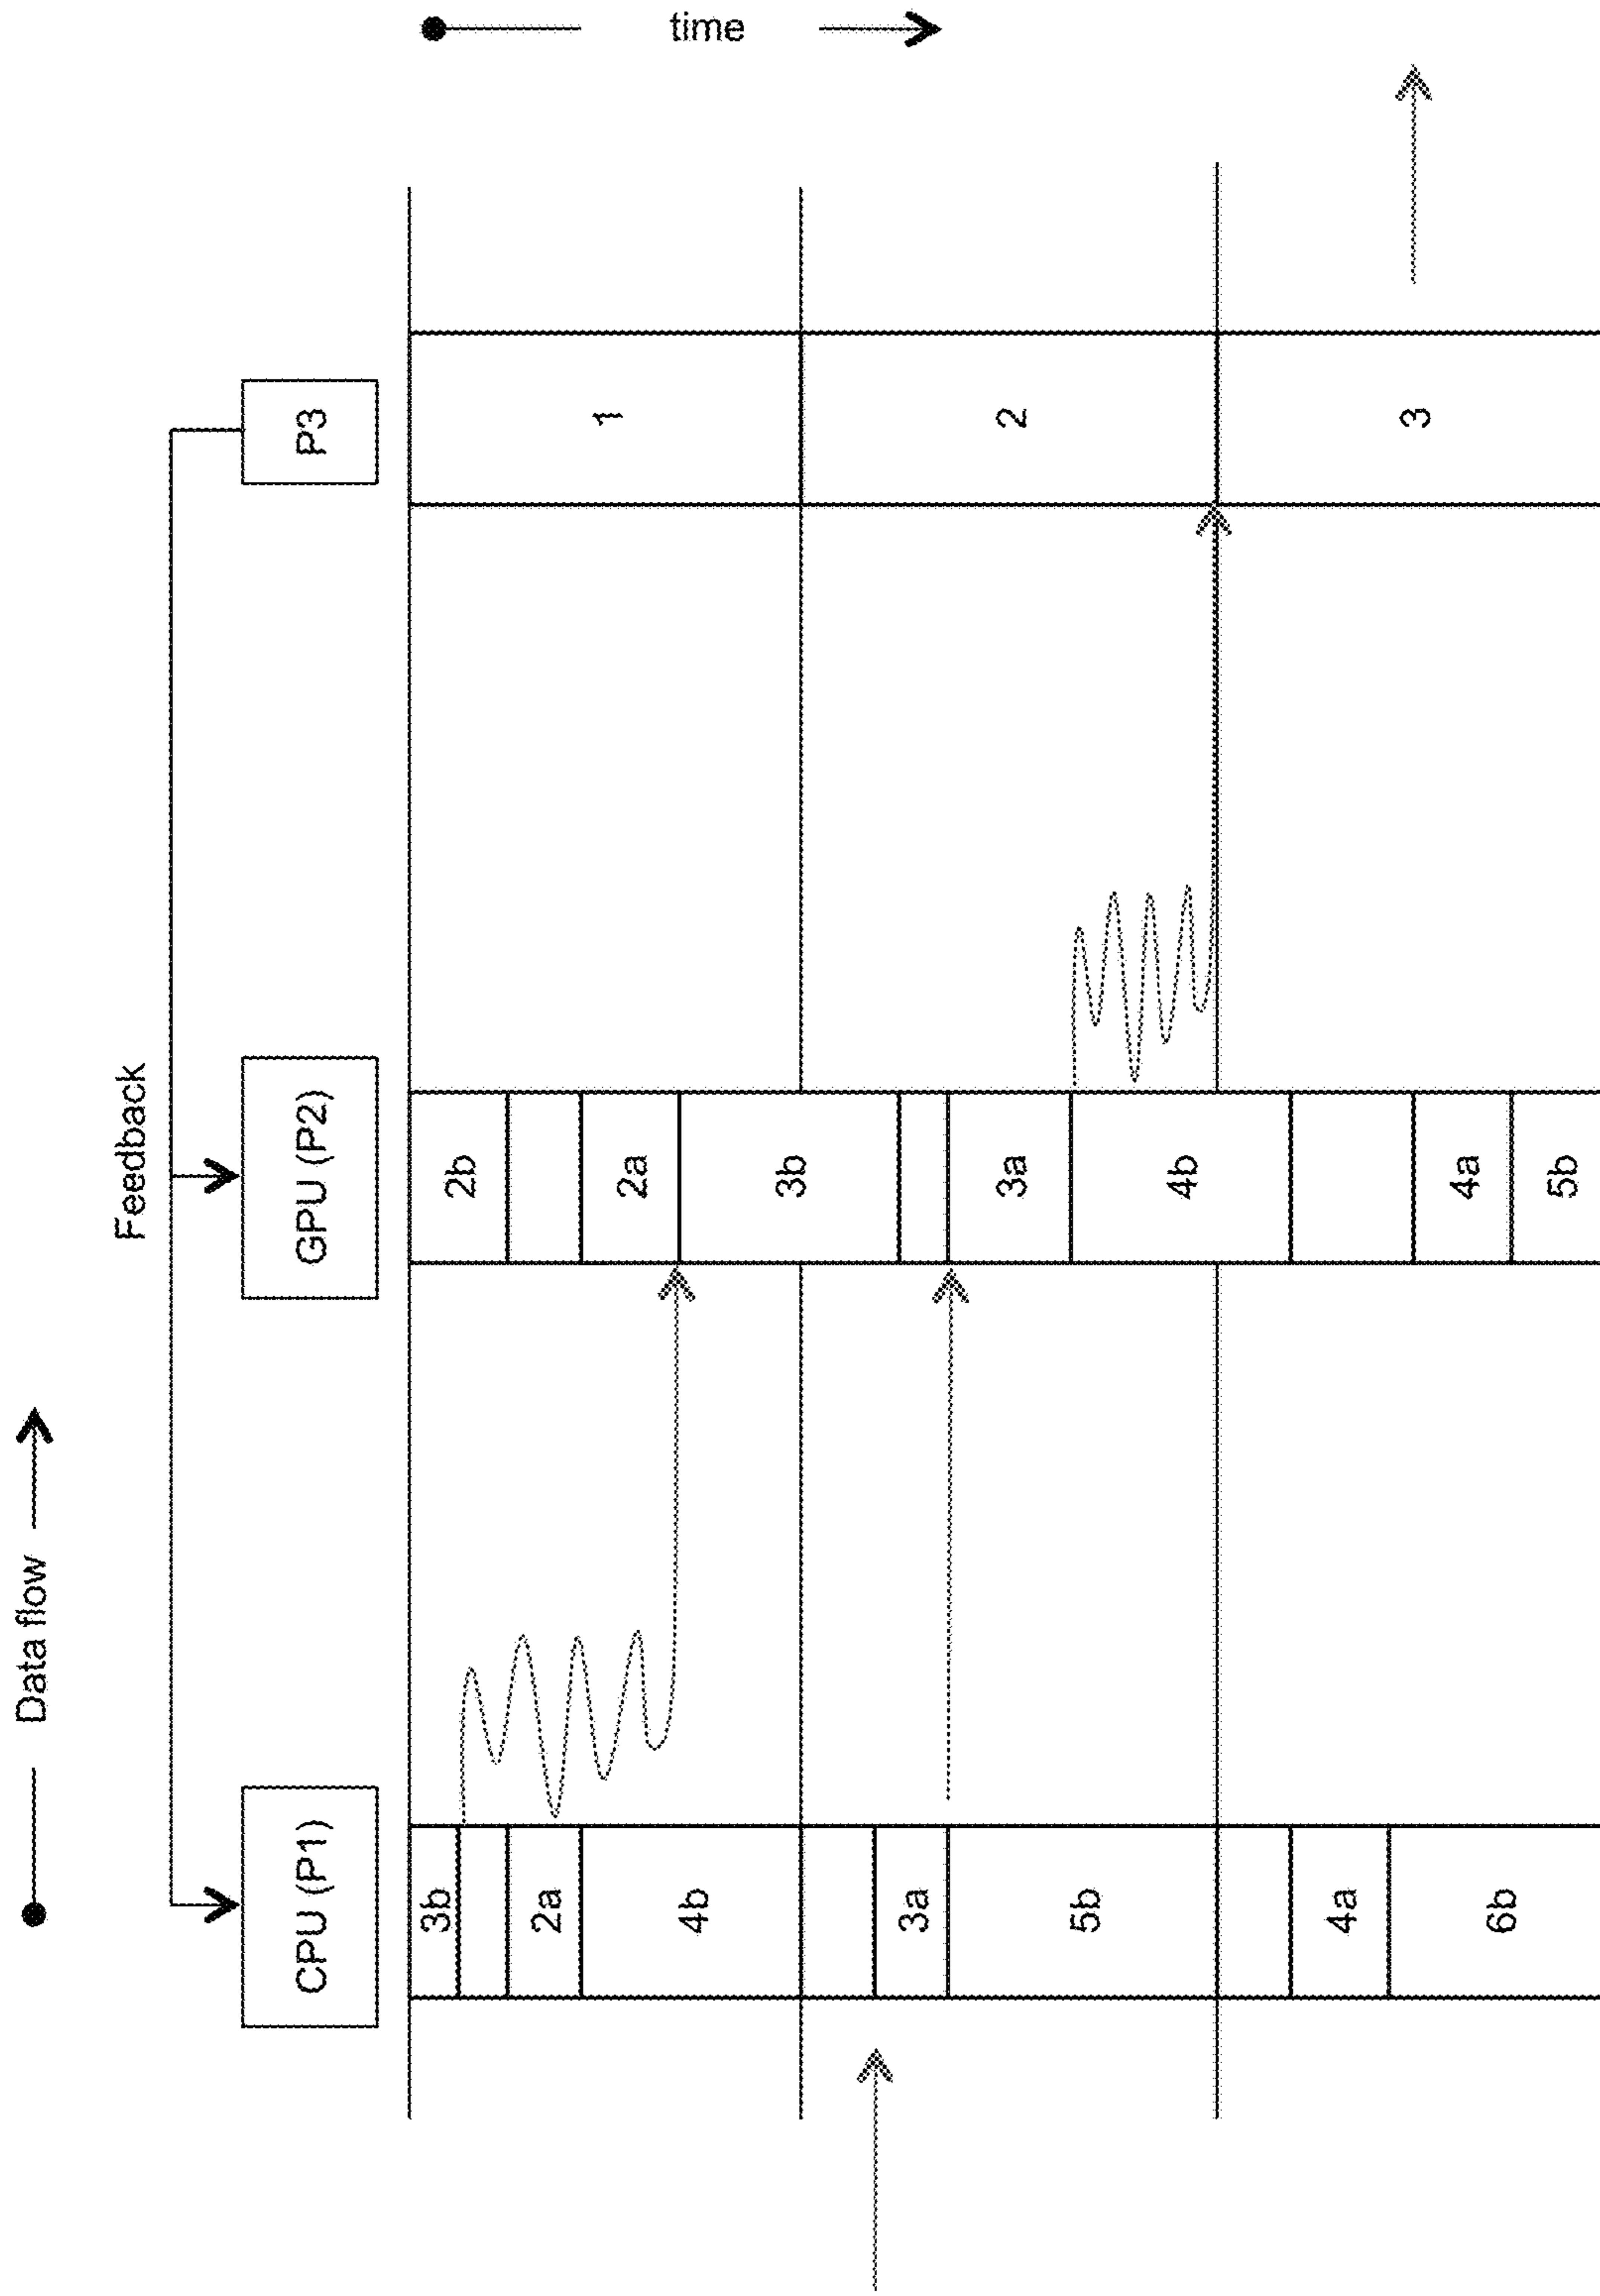 time
Data flow
Feedback
CPU (P1)
GPU (P2)
P3
3b
2a
4b
3a
5b
4a
6b
2b
2a
3b
3a
4b
4a
5b
1
2
3